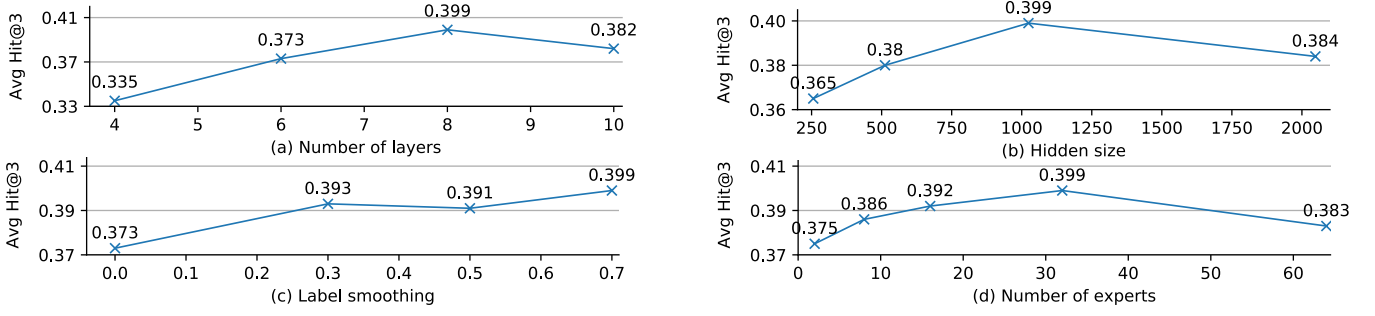 Avg Hit@3
0.41
0.37
0.33
0.335
0.373
0.399
0.382
4 5 6 7 8 9 10
(a) Number of layers
Avg Hit@3
0.40
0.38
0.36
0.365
0.38
0.399
0.384
250 500 750 1000 1250 1500 1750 2000
(b) Hidden size
Avg Hit@3
0.41
0.39
0.37
0.373
0.393
0.391
0.399
0.0 0.1 0.2 0.3 0.4 0.5 0.6 0.7
(c) Label smoothing
Avg Hit@3
0.41
0.39
0.37
0.375
0.386
0.392
0.399
0.383
0 10 20 30 40 50 60
(d) Number of experts